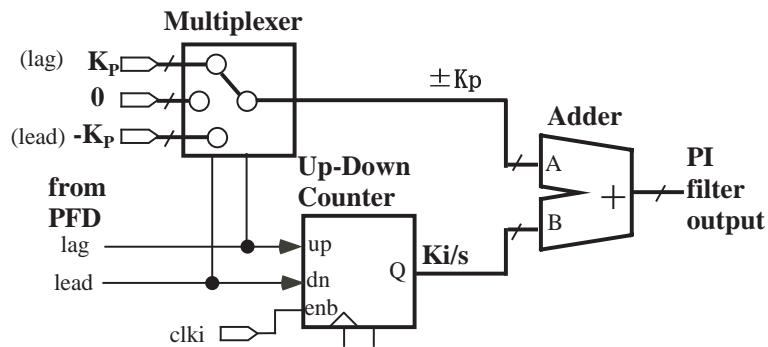 Multiplexer
(lag) KP
0
(lead) -KP
±Kp
Adder
A
B
+
PI
filter
output
Up-Down
Counter
from
PFD
lag
lead
up
dn
enb
Q
Ki/s
clki